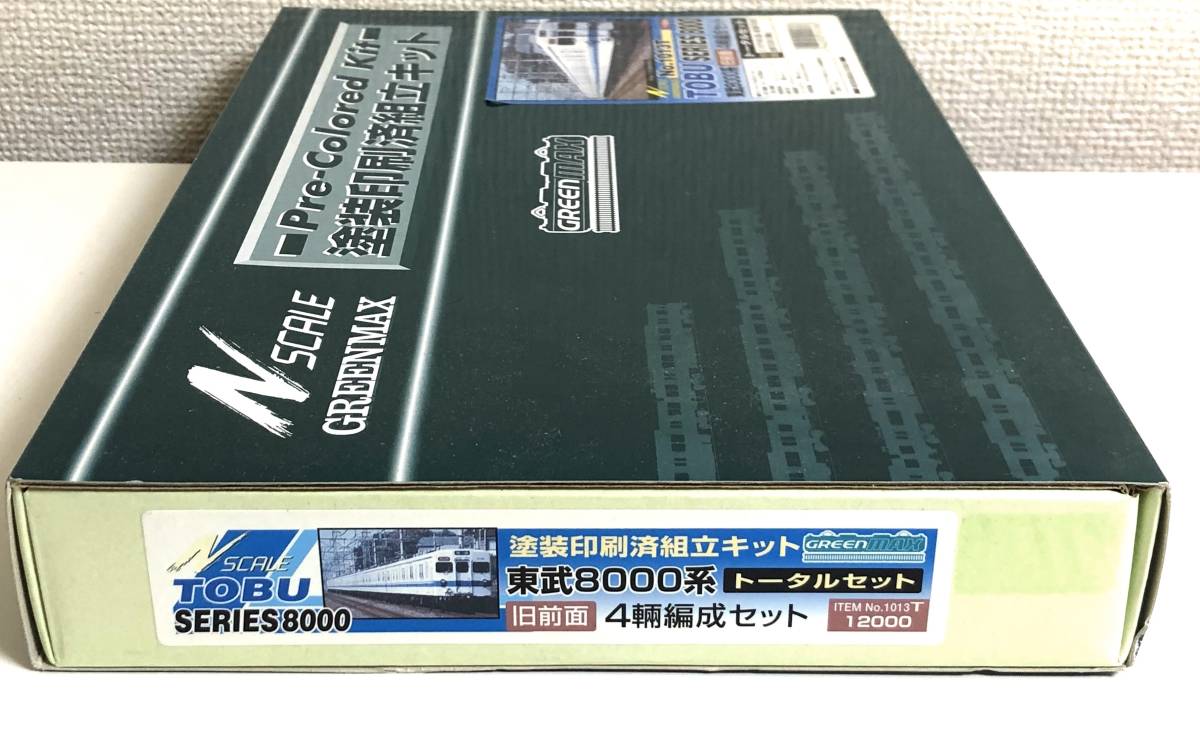 Pre-Colored Kit
塗装印刷済組立キット
N SCALE
GREENMAX
GREENMAX
No.1013T
TOBU SERIES 8000
N SCALE
TOBU
SERIES8000
塗装印刷済組立キット
GREENMAX
東武8000系 トータルセット
旧前面 4輌編成セット
ITEM No.1013T
12000